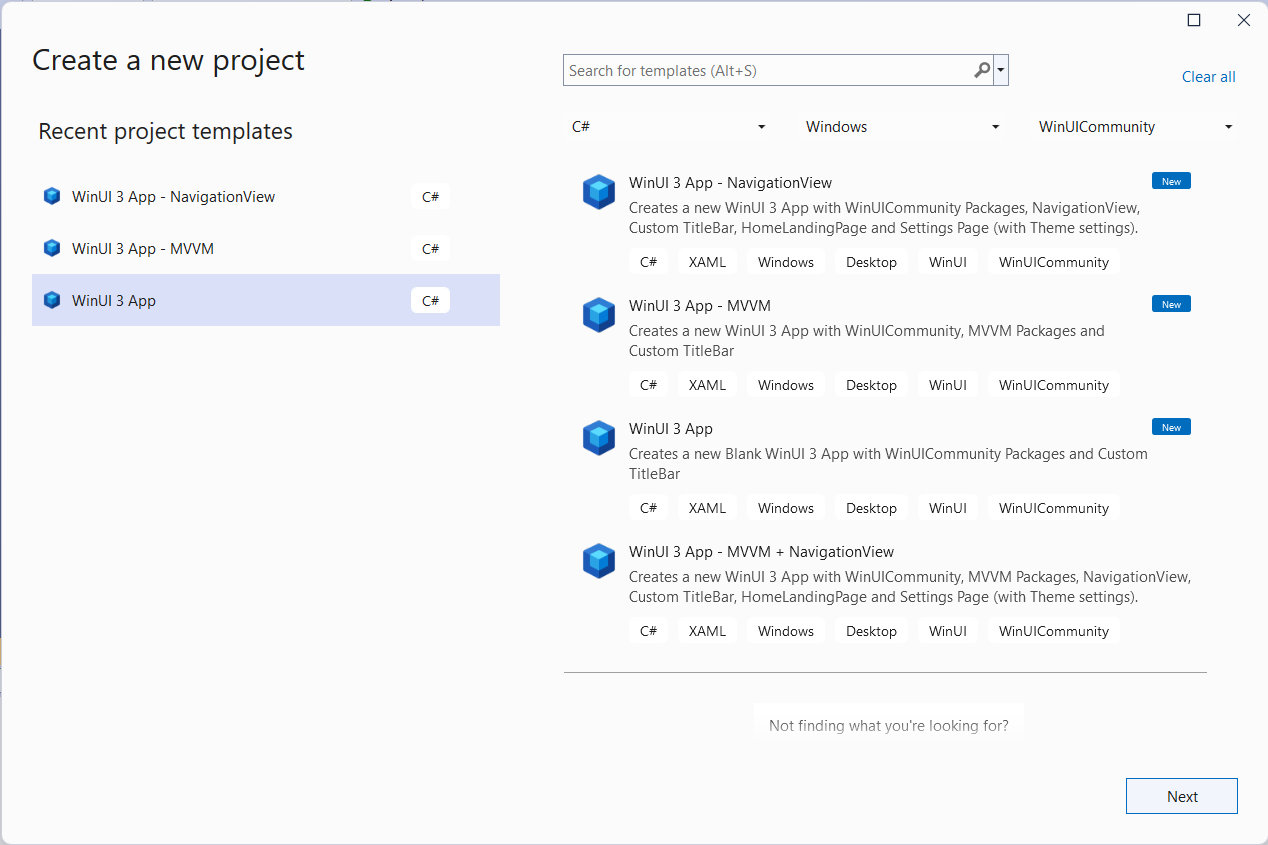 Create a new project
Search for templates (Alt+S)
Clear all
Recent project templates
C#
Windows
WinUICommunity
WinUI 3 App - NavigationView
C#
WinUI 3 App - MVVM
C#
WinUI 3 App
C#
WinUI 3 App - NavigationView
New
Creates a new WinUI 3 App with WinUICommunity Packages, NavigationView,
Custom TitleBar, HomeLandingPage and Settings Page (with Theme settings).
C# XAML Windows Desktop WinUI WinUICommunity
WinUI 3 App - MVVM
New
Creates a new WinUI 3 App with WinUICommunity, MVVM Packages and
Custom TitleBar
C# XAML Windows Desktop WinUI WinUICommunity
WinUI 3 App
New
Creates a new Blank WinUI 3 App with WinUICommunity Packages and Custom
TitleBar
C# XAML Windows Desktop WinUI WinUICommunity
WinUI 3 App - MVVM + NavigationView
Creates a new WinUI 3 App with WinUICommunity, MVVM Packages, NavigationView,
Custom TitleBar, HomeLandingPage and Settings Page (with Theme settings).
C# XAML Windows Desktop WinUI WinUICommunity
Not finding what you're looking for?
Next